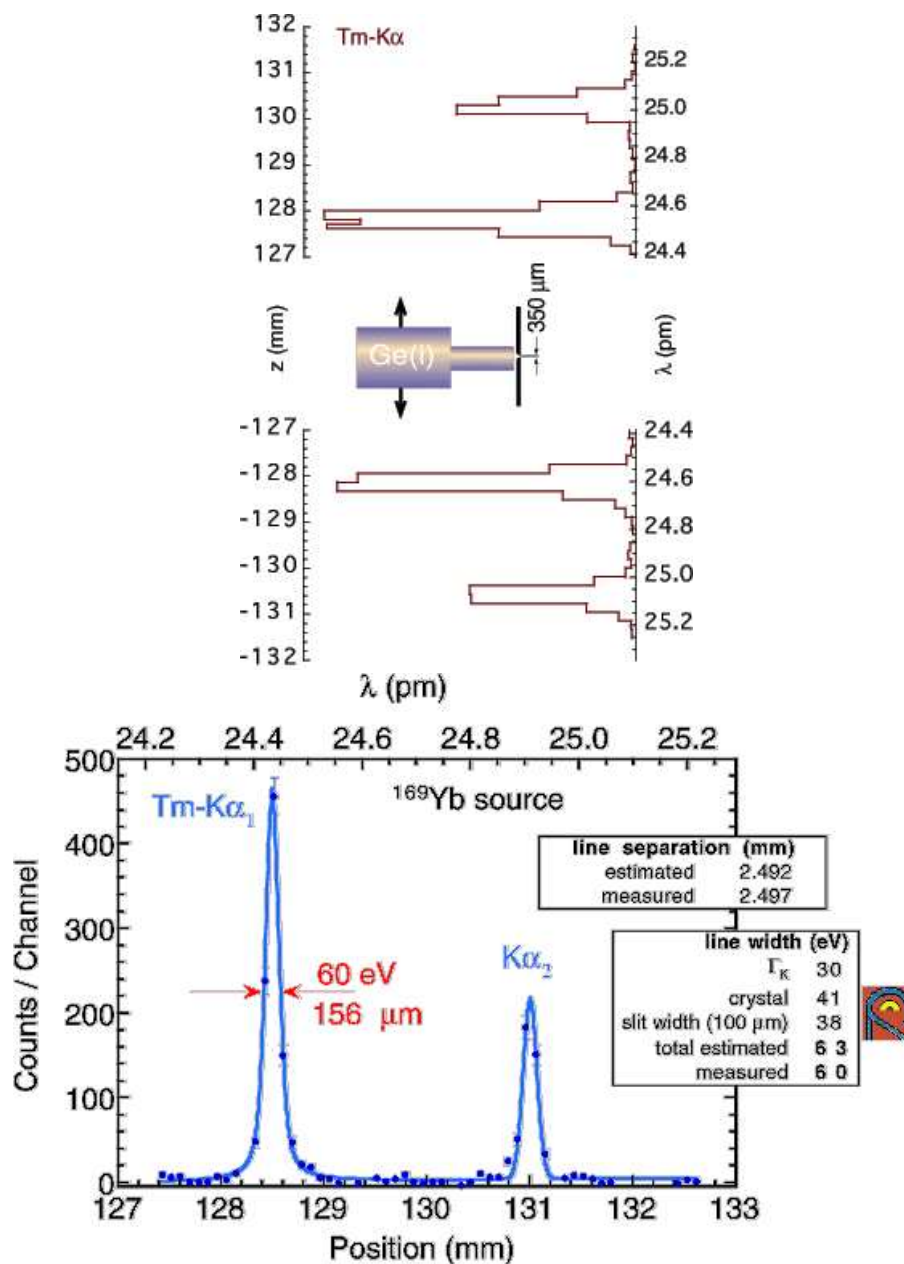 132
Tm-Kα
131
130
129
128
127
25.2
25.0
24.8
24.6
24.4
z (mm)
Ge(I)
350 μm
λ (pm)
-127
-128
-129
-130
-131
-132
24.4
24.6
24.8
25.0
25.2
λ (pm)
24.2 24.4 24.6 24.8 25.0 25.2
500
400
300
200
100
0
Counts / Channel
Tm-Kα₁
¹⁶⁹Yb source
Kα₂
60 eV
156 μm
line separation (mm)
estimated 2.492
measured 2.497
line width (eV)
Γ_K 30
crystal 41
slit width (100 μm) 38
total estimated 6 3
measured 6 0
127 128 129 130 131 132 133
Position (mm)